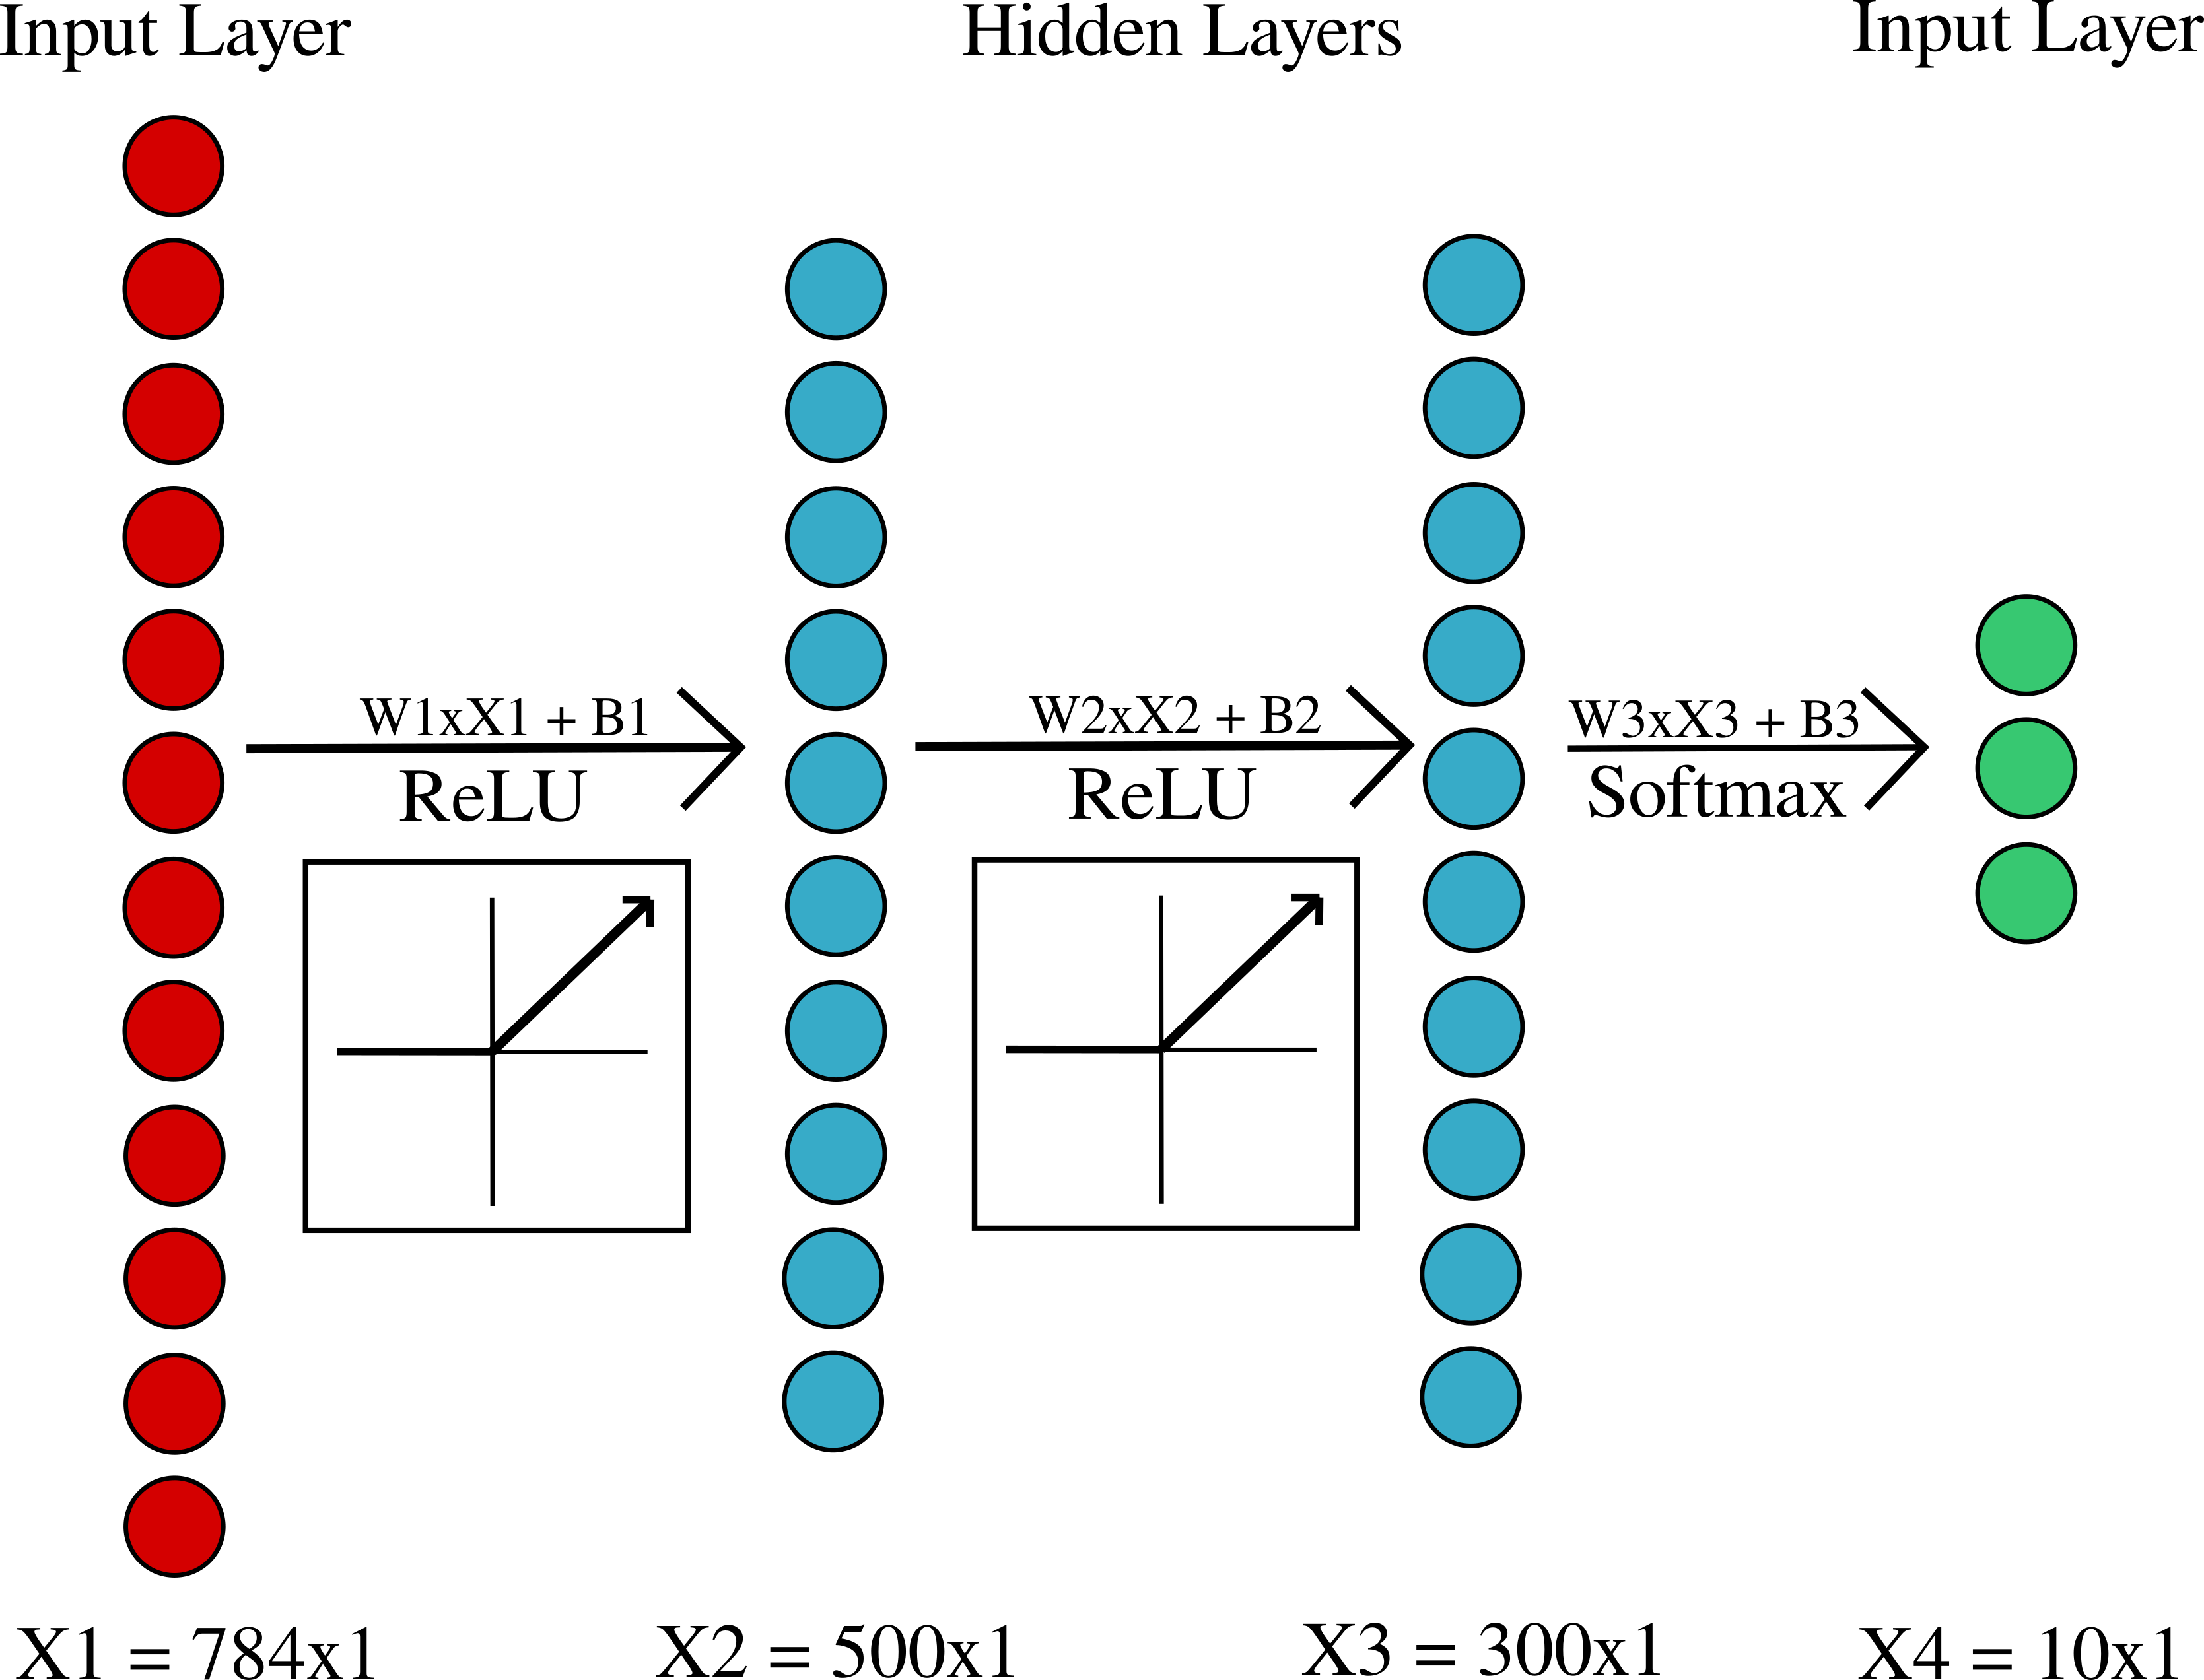 Input Layer
Hidden Layers
Input Layer
W1xX1 + B1
ReLU
W2xX2 + B2
ReLU
W3xX3 + B3
Softmax
X1 = 784x1
X2 = 500x1
X3 = 300x1
X4 = 10x1